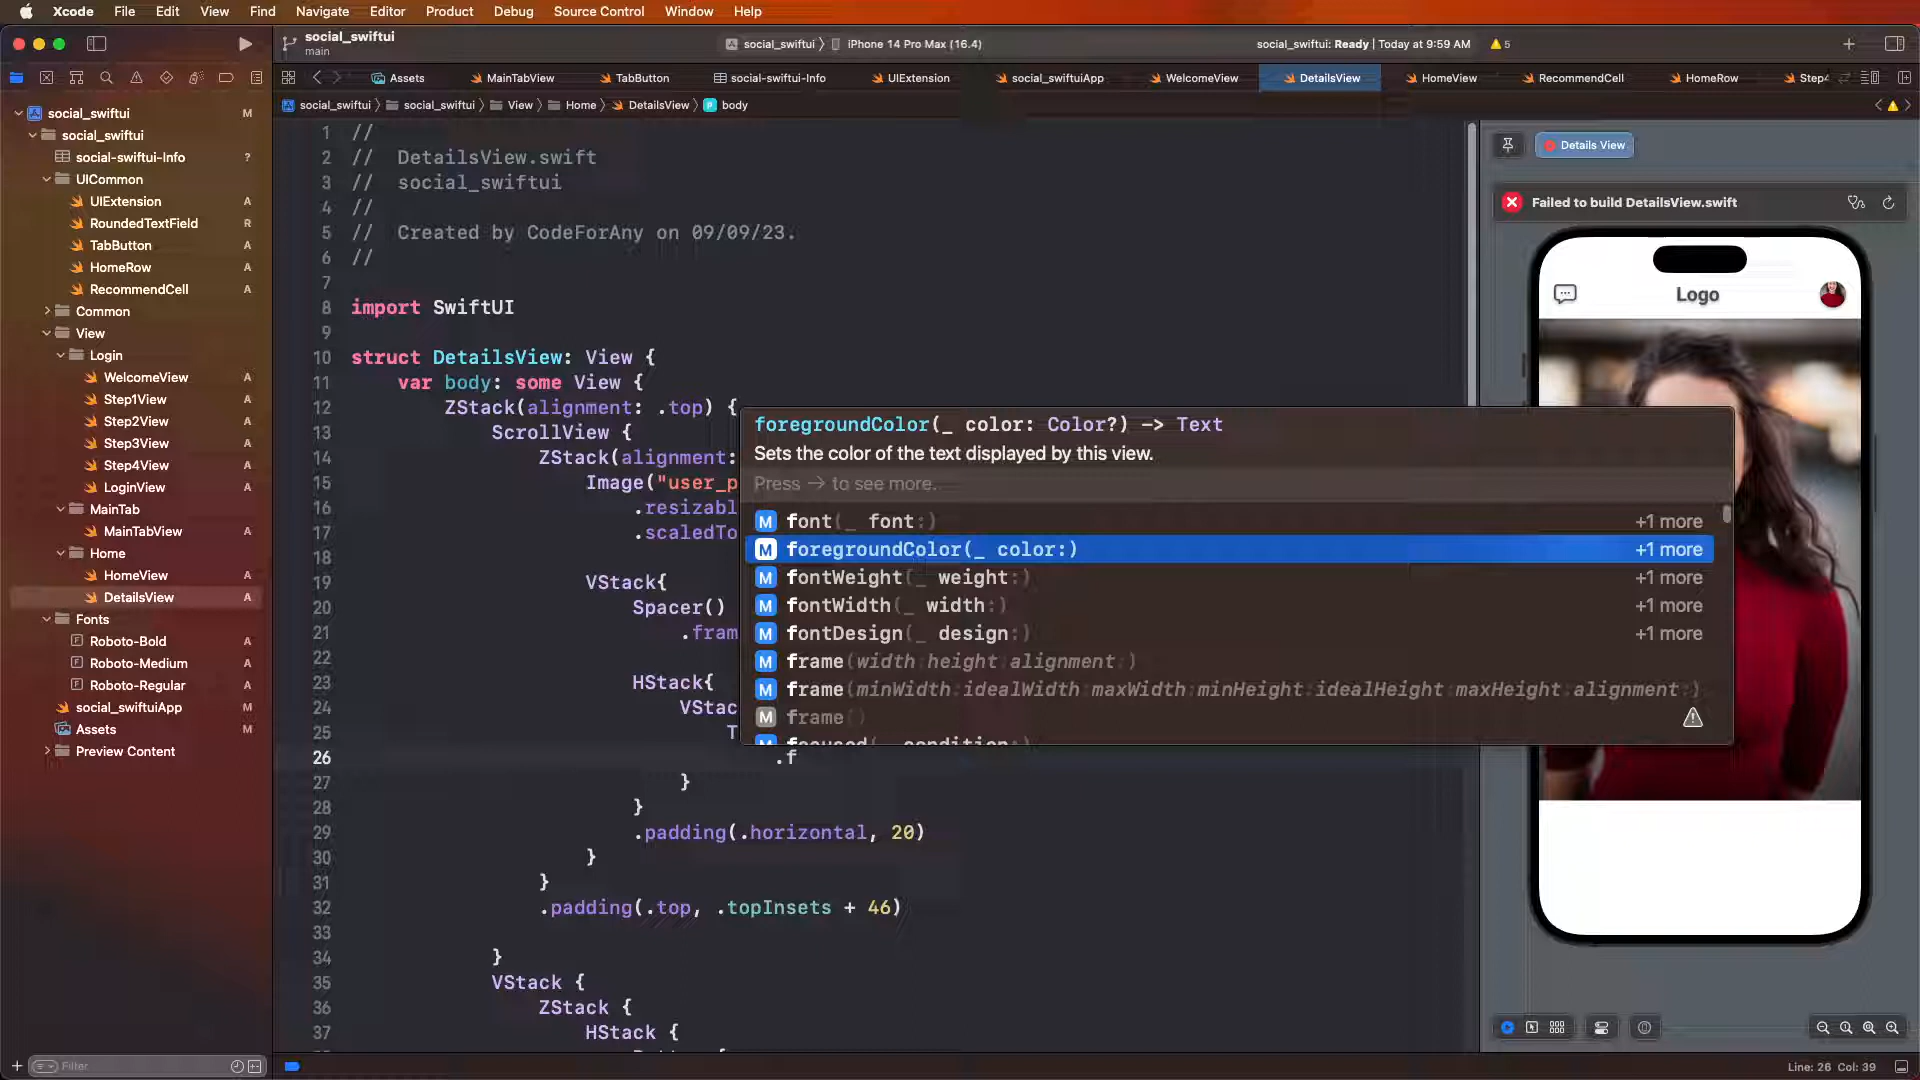 Xcode File Edit View Find Navigate Editor Product Debug Source Control Window Help
social_swiftui
main
social_swiftui iPhone 14 Pro Max (16.4)
social_swiftui: Ready | Today at 9:59 AM
5
Assets MainTabView TabButton social-swiftui-Info UIExtension social_swiftuiApp WelcomeView DetailsView HomeView RecommendCell HomeRow Step4
social_swiftui social_swiftui View Home DetailsView body
social_swiftui M
social_swiftui
social-swiftui-Info ?
UICommon
UIExtension A
RoundedTextField R
TabButton A
HomeRow A
RecommendCell A
Common
View
Login
WelcomeView A
Step1View A
Step2View A
Step3View A
Step4View A
LoginView A
MainTab
MainTabView A
Home
HomeView A
DetailsView A
Fonts
Roboto-Bold A
Roboto-Medium A
Roboto-Regular A
social_swiftuiApp M
Assets M
Preview Content
Filter
1 //
2 // DetailsView.swift
3 // social_swiftui
4 //
5 // Created by CodeForAny on 09/09/23.
6 //
7
8 import SwiftUI
9
10 struct DetailsView: View {
11 var body: some View {
12 ZStack(alignment: .top) {
13 ScrollView {
14 ZStack(alignment:
15 Image("user_p
16 .resizabl
17 .scaledTo
18
19 VStack{
20 Spacer()
21 .fram
22
23 HStack{
24 VStac
25 T
26 .f
27 }
28 }
29 .padding(.horizontal, 20)
30 }
31 }
32 .padding(.top, .topInsets + 46)
33
34 }
35 VStack {
36 ZStack {
37 HStack {
foregroundColor(_ color: Color?) -> Text
Sets the color of the text displayed by this view.
Press → to see more.
M font(_ font:) +1 more
M foregroundColor(_ color:) +1 more
M fontWeight(_ weight:) +1 more
M fontWidth(_ width:) +1 more
M fontDesign(_ design:) +1 more
M frame(width height alignment:)
M frame(minWidth idealWidth maxWidth minHeight idealHeight maxHeight alignment:)
M frame()
M focused(_ condition:)
Details View
Failed to build DetailsView.swift
Logo
Line: 26 Col: 39